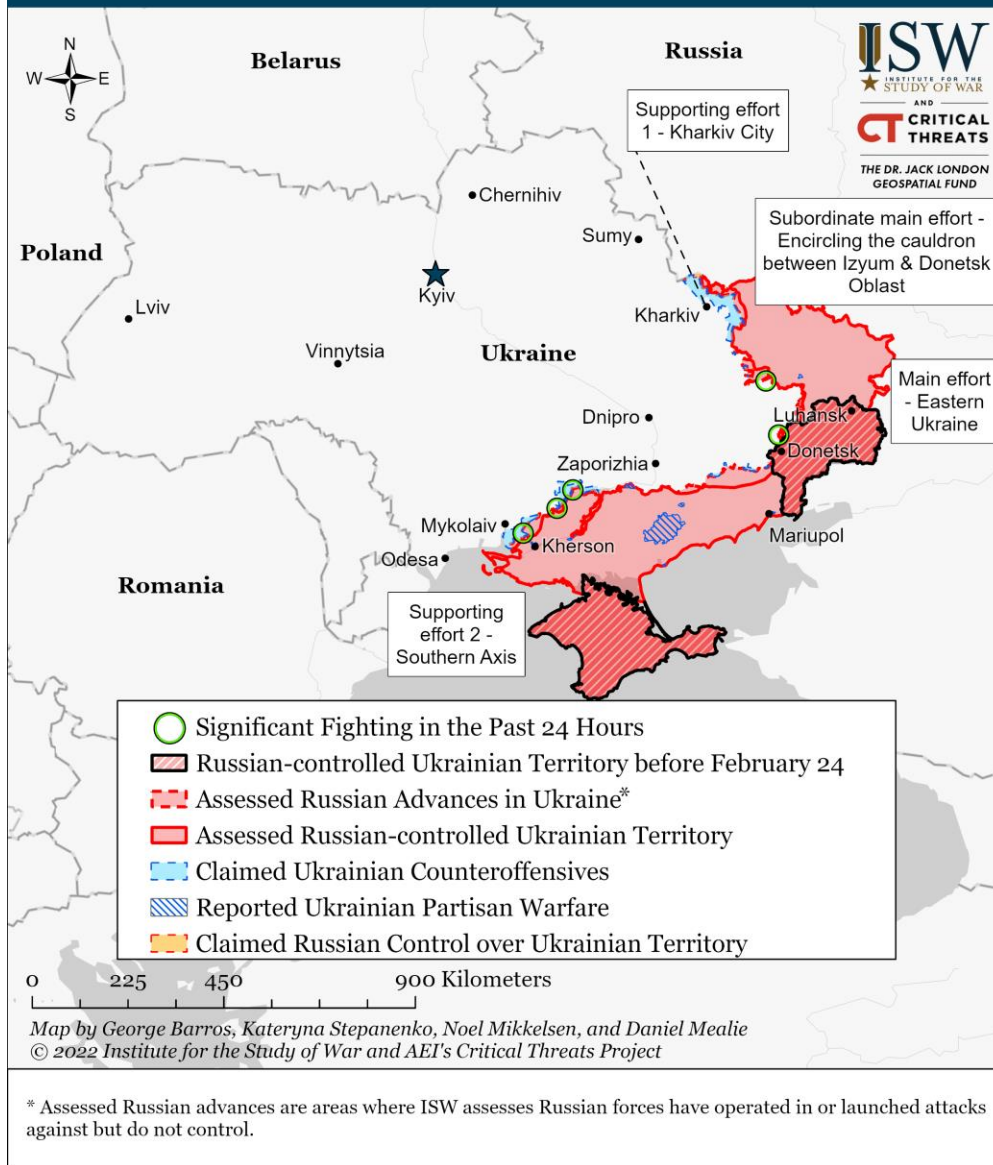 N
W E
S
Belarus
Russia
ISW
INSTITUTE FOR THE
STUDY OF WAR
AND
CT CRITICAL
THREATS
THE DR. JACK LONDON
GEOSPATIAL FUND
Supporting effort
1 - Kharkiv City
Chernihiv
Subordinate main effort -
Encircling the cauldron
between Izyum & Donetsk
Oblast
Sumy
Poland
Kyiv
Lviv
Kharkiv
Vinnytsia
Ukraine
Main effort
- Eastern
Ukraine
Dnipro
Luhansk
Donetsk
Zaporizhia
Mykolaiv
Kherson
Mariupol
Odesa
Romania
Supporting
effort 2 -
Southern Axis
Significant Fighting in the Past 24 Hours
Russian-controlled Ukrainian Territory before February 24
Assessed Russian Advances in Ukraine*
Assessed Russian-controlled Ukrainian Territory
Claimed Ukrainian Counteroffensives
Reported Ukrainian Partisan Warfare
Claimed Russian Control over Ukrainian Territory
0 225 450 900 Kilometers
Map by George Barros, Kateryna Stepanenko, Noel Mikkelsen, and Daniel Mealie
© 2022 Institute for the Study of War and AEI's Critical Threats Project
* Assessed Russian advances are areas where ISW assesses Russian forces have operated in or launched attacks
against but do not control.